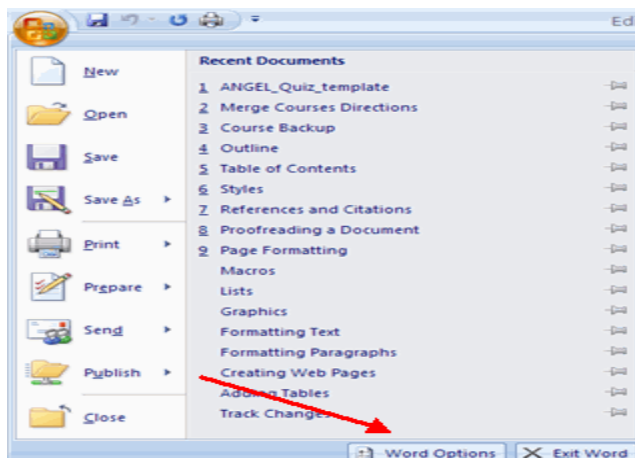 Ed
New
Open
Save
Save As
Print
Prepare
Send
Publish
Close
Recent Documents
1 ANGEL_Quiz_template
2 Merge Courses Directions
3 Course Backup
4 Outline
5 Table of Contents
6 Styles
7 References and Citations
8 Proofreading a Document
9 Page Formatting
Macros
Lists
Graphics
Formatting Text
Formatting Paragraphs
Creating Web Pages
Adding Tables
Track Changes
Word Options
Exit Word